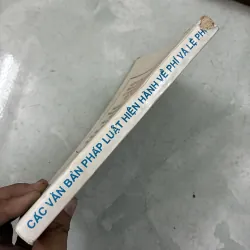 CÁC VĂN BẢN PHÁP LUẬT HIỆN HÀNH VỀ PHÍ VÀ LỆ PHÍ